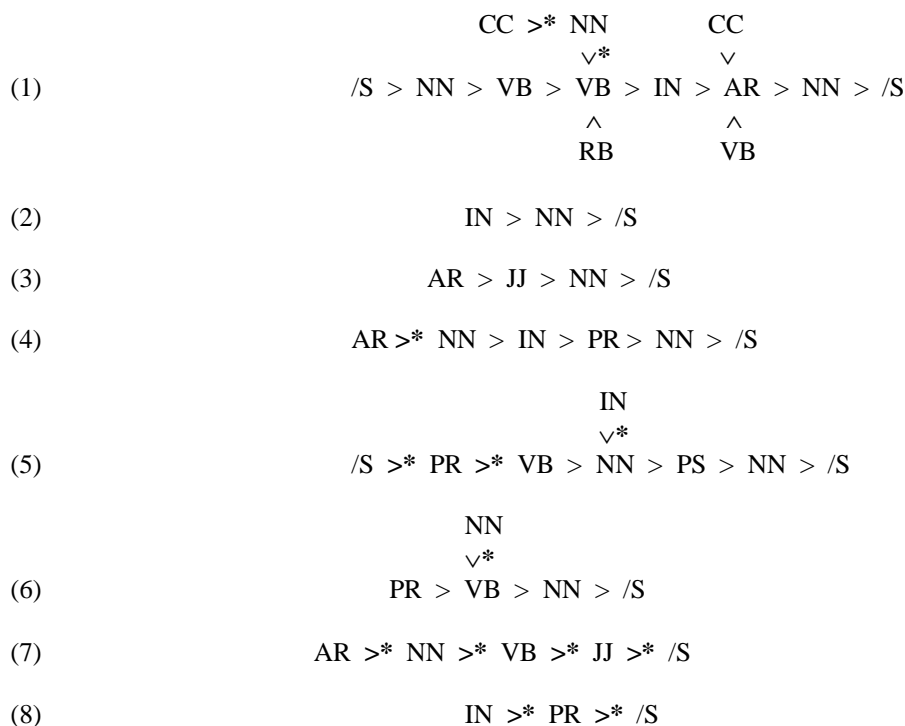 CC >* NN CC
∨* ∨
(1) /S > NN > VB > VB > IN > AR > NN > /S
∧ ∧
RB VB
(2) IN > NN > /S
(3) AR > JJ > NN > /S
(4) AR >* NN > IN > PR > NN > /S
IN
∨*
(5) /S >* PR >* VB > NN > PS > NN > /S
NN
∨*
(6) PR > VB > NN > /S
(7) AR >* NN >* VB >* JJ >* /S
(8) IN >* PR >* /S